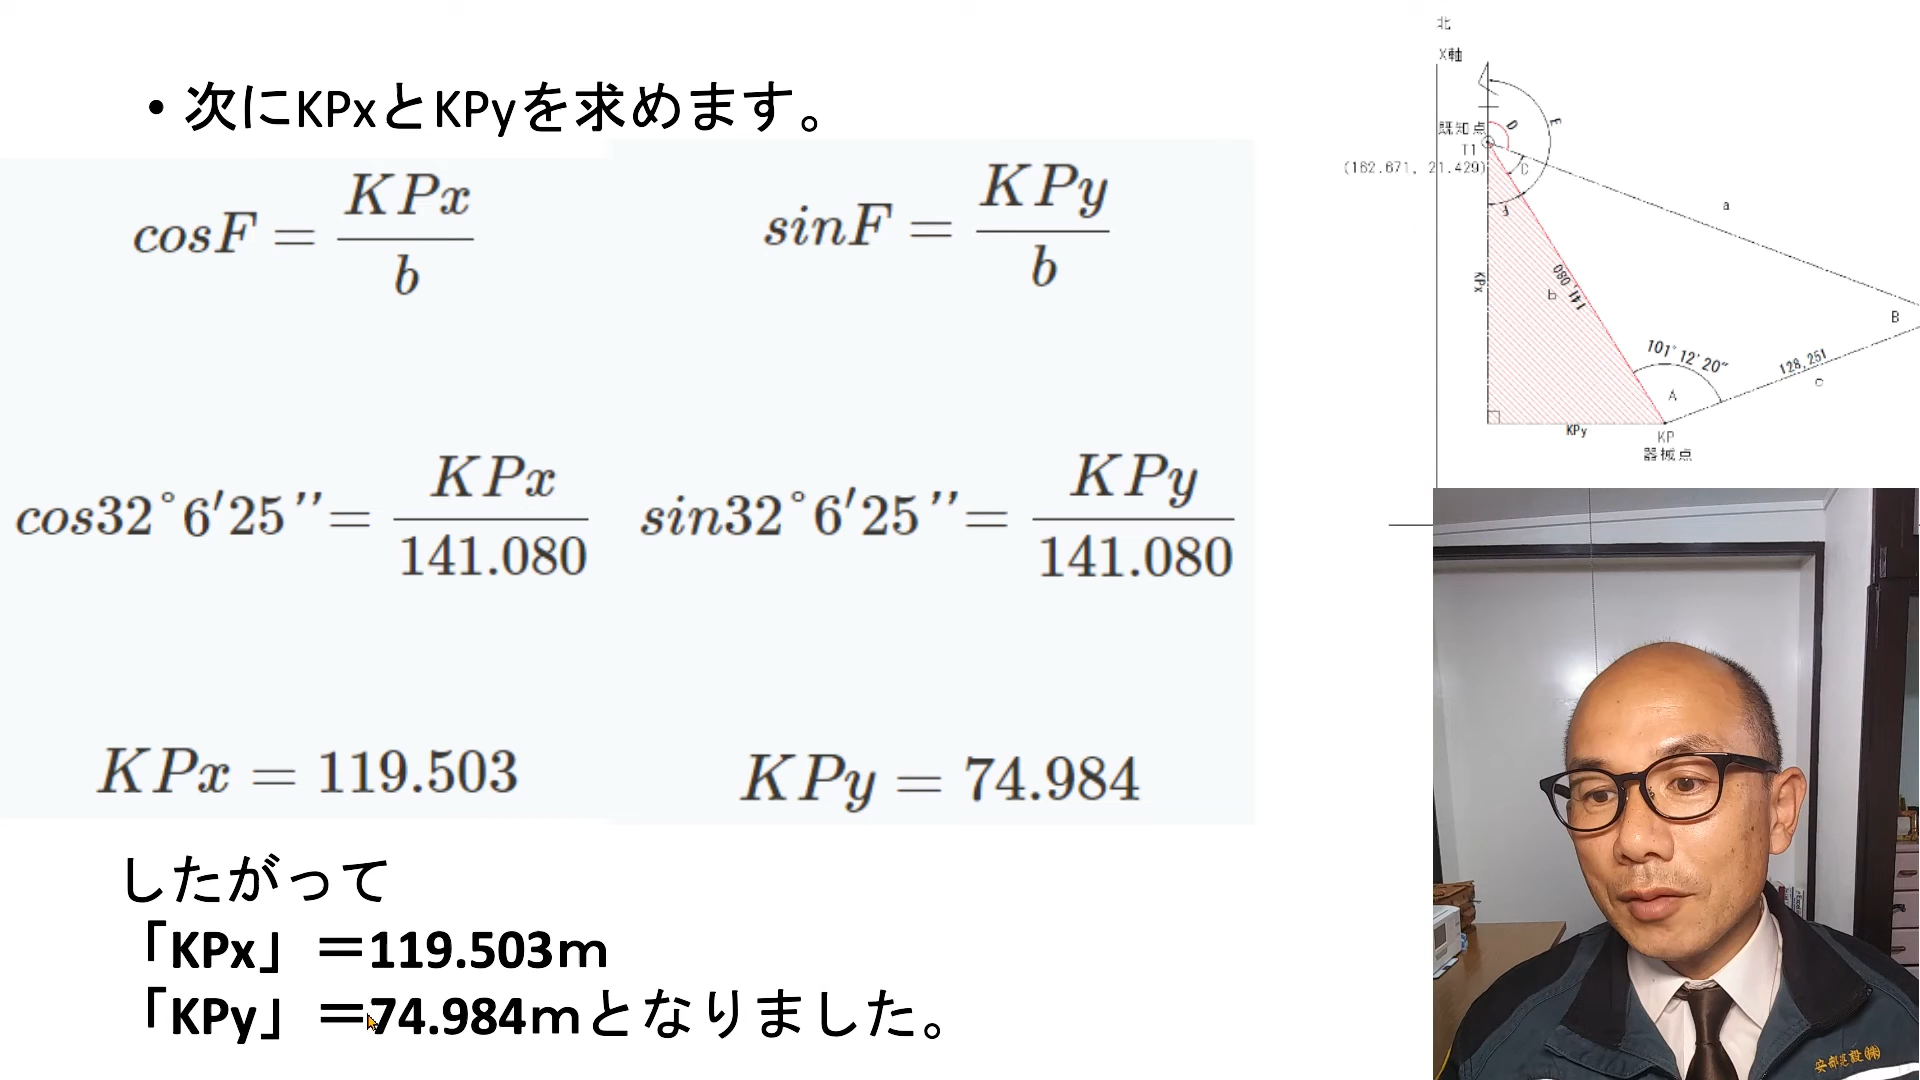 • 次にKPxとKPyを求めます。
cosF = KPx / b
sinF = KPy / b
cos32°6′25″= KPx / 141.080
sin32°6′25″= KPy / 141.080
KPx = 119.503
KPy = 74.984
したがって
「KPx」＝119.503ｍ
「KPy」＝74.984ｍとなりました。
北
X軸
既知点
T1
(162.671, 21.429)
D
E
C
F
a
KPx
b
141.080
B
101°12′20″
128.251
c
A
KPy
KP
器械点